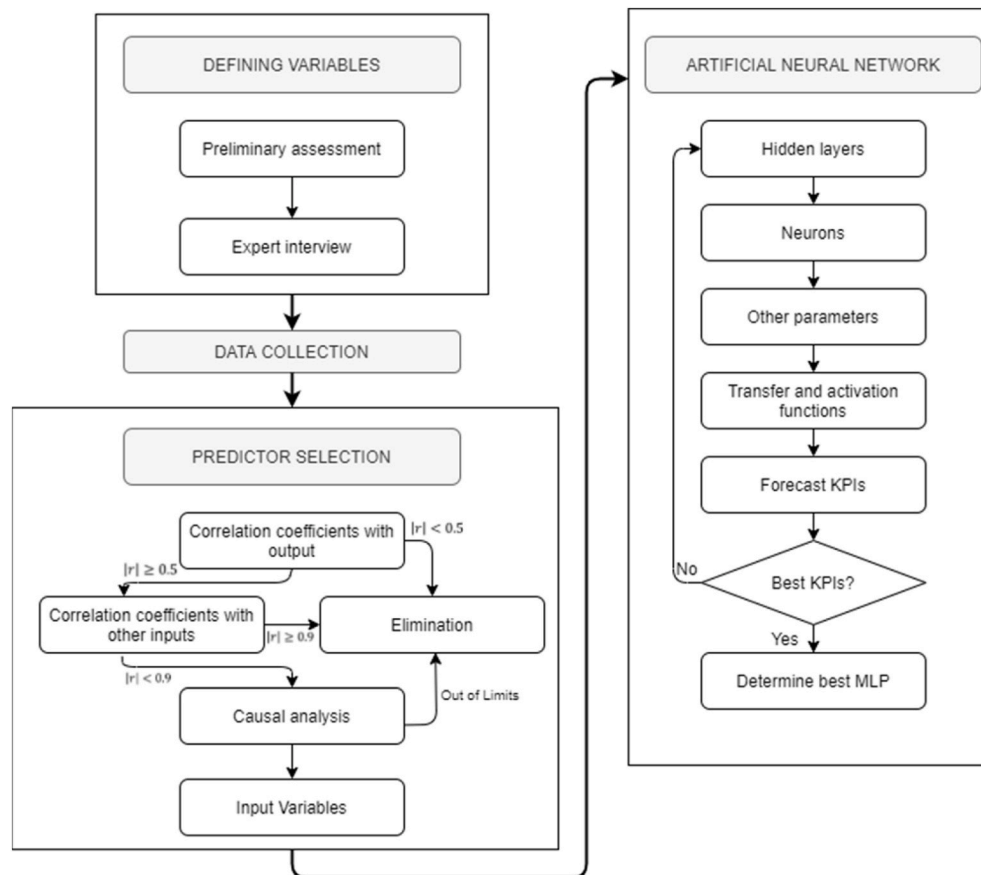 DEFINING VARIABLES
Preliminary assessment
Expert interview
DATA COLLECTION
PREDICTOR SELECTION
Correlation coefficients with
output
|r| < 0.5
|r| ≥ 0.5
Correlation coefficients with
other inputs
|r| ≥ 0.9
Elimination
|r| < 0.9
Out of Limits
Causal analysis
Input Variables
ARTIFICIAL NEURAL NETWORK
Hidden layers
Neurons
Other parameters
Transfer and activation
functions
Forecast KPIs
No
Best KPIs?
Yes
Determine best MLP